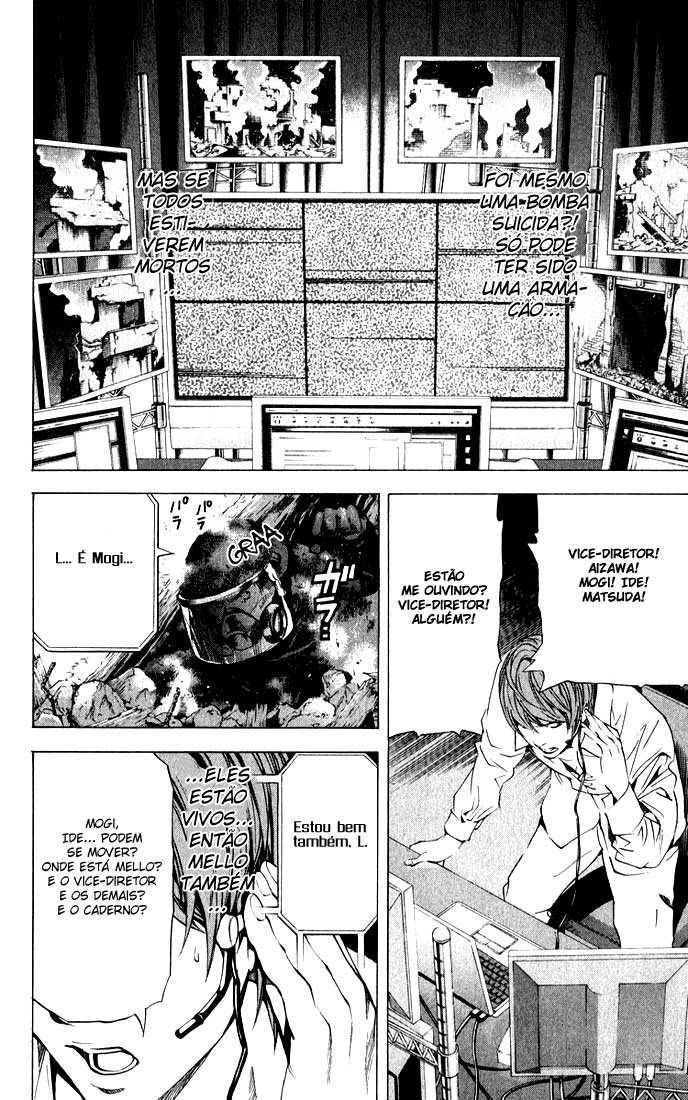 FOI MESMO
UMA BOMBA
SUICIDA?!
SÓ PODE
TER SIDO
UMA ARMA-
CÃO...
MAS SE
TODOS
ESTI-
VEREM
MORTOS
...
VICE-DIRETOR!
AIZAWA!
MOGI! IDE!
MATSUDA!
ESTÃO
ME OUVINDO?
VICE-DIRETOR!
ALGUÉM?!
パラ
パラ
GRAA
ガラ..
L... É Mogi...
Estou bem
também, L.
...ELES
ESTÃO
VIVOS...
ENTÃO
MELLO
TAMBÉM
...
MOGI,
IDE... PODEM
SE MOVER?
ONDE ESTÁ MELLO?
E O VICE-DIRETOR
E OS DEMAIS?
E O CADERNO?